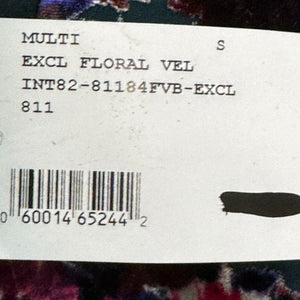 MULTI S
EXCL FLORAL VEL
INT82-81184FVB-EXCL
811
0 60014 65244 2